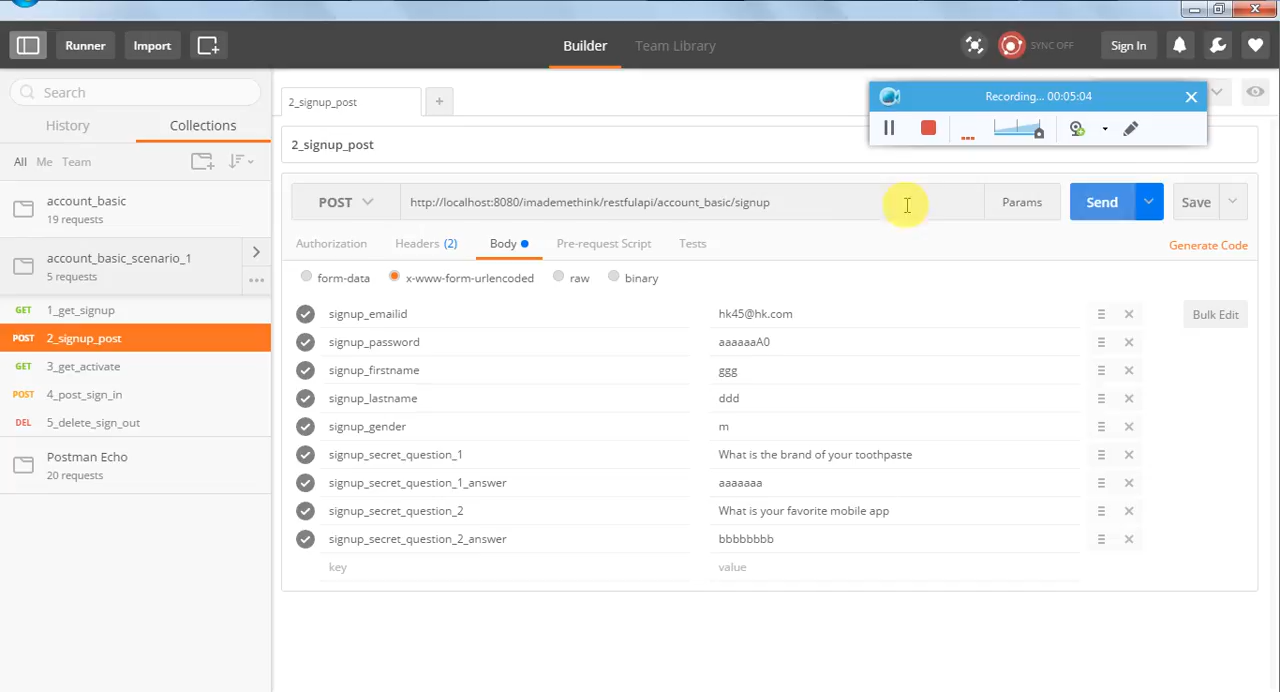 Runner
Import
Builder
Team Library
SYNC OFF
Sign In
Search
History
Collections
All Me Team
account_basic
19 requests
account_basic_scenario_1
5 requests
GET 1_get_signup
POST 2_signup_post
GET 3_get_activate
POST 4_post_sign_in
DEL 5_delete_sign_out
Postman Echo
20 requests
2_signup_post
+
Recording... 00:05:04
2_signup_post
POST http://localhost:8080/imademethink/restfulapi/account_basic/signup Params Send Save
Authorization Headers (2) Body Pre-request Script Tests Generate Code
form-data x-www-form-urlencoded raw binary
signup_emailid hk45@hk.com Bulk Edit
signup_password aaaaaaA0
signup_firstname ggg
signup_lastname ddd
signup_gender m
signup_secret_question_1 What is the brand of your toothpaste
signup_secret_question_1_answer aaaaaaa
signup_secret_question_2 What is your favorite mobile app
signup_secret_question_2_answer bbbbbbbb
key value